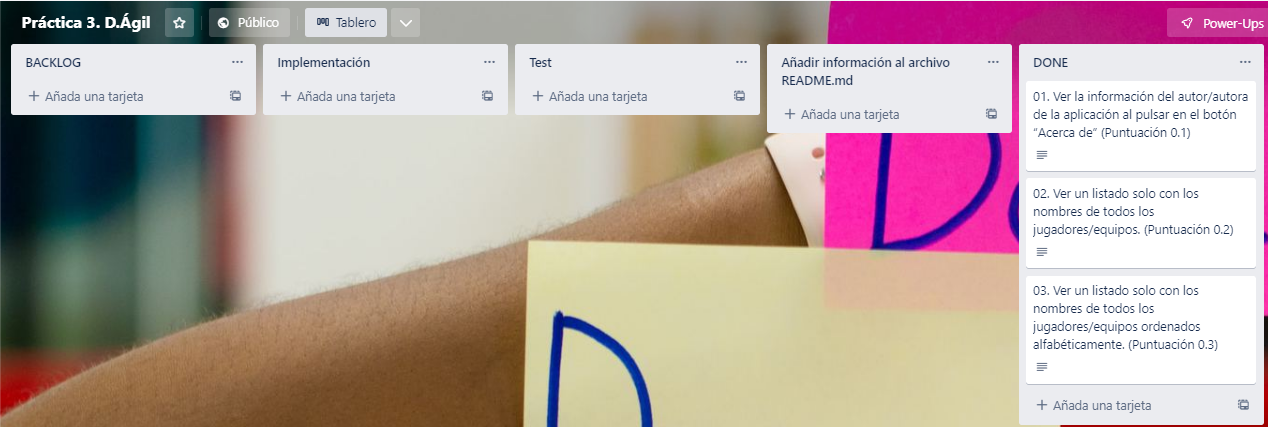 Práctica 3. D.Ágil
Público
Tablero
Power-Ups
BACKLOG
Añada una tarjeta
Implementación
Añada una tarjeta
Test
Añada una tarjeta
Añadir información al archivo
README.md
Añada una tarjeta
DONE
01. Ver la información del autor/autora
de la aplicación al pulsar en el botón
“Acerca de” (Puntuación 0.1)
02. Ver un listado solo con los
nombres de todos los
jugadores/equipos. (Puntuación 0.2)
03. Ver un listado solo con los
nombres de todos los
jugadores/equipos ordenados
alfabéticamente. (Puntuación 0.3)
Añada una tarjeta
D
D